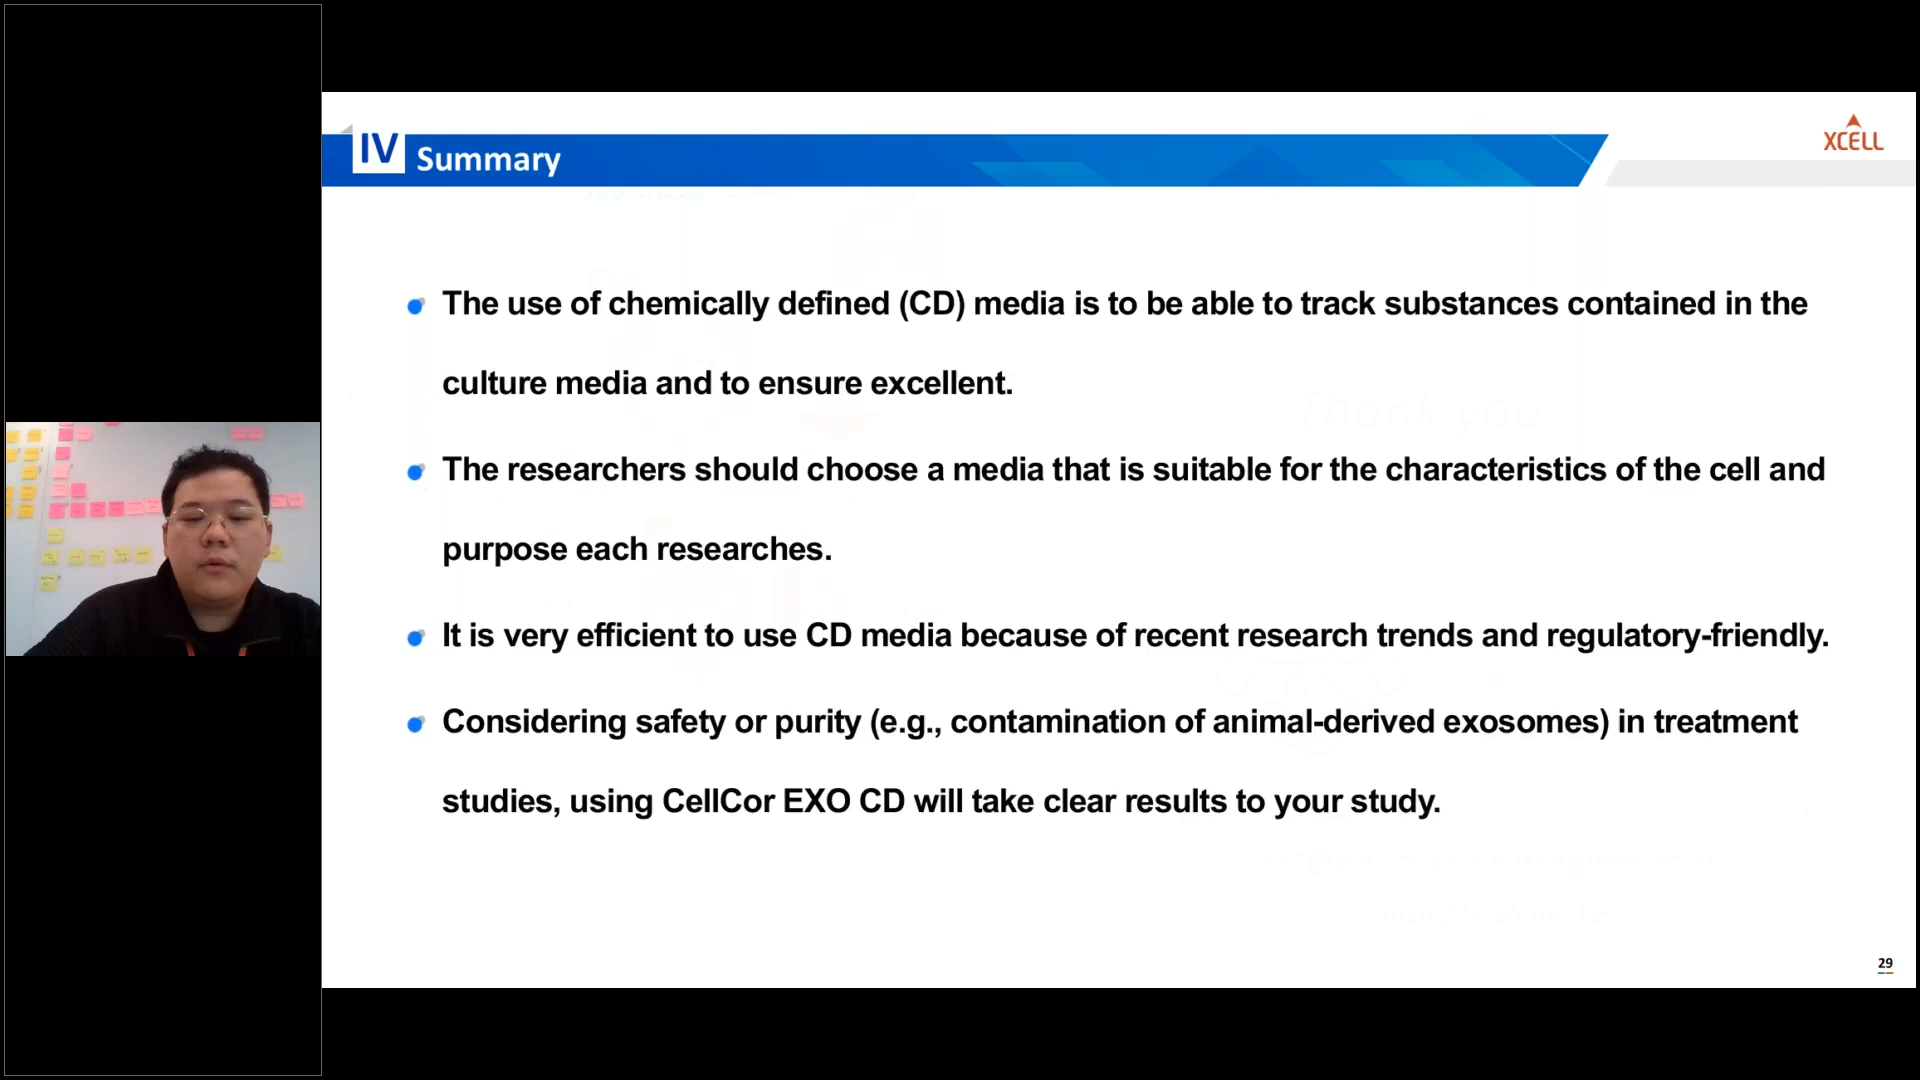 IV Summary
XCELL
The use of chemically defined (CD) media is to be able to track substances contained in the
culture media and to ensure excellent.
The researchers should choose a media that is suitable for the characteristics of the cell and
purpose each researches.
It is very efficient to use CD media because of recent research trends and regulatory-friendly.
Considering safety or purity (e.g., contamination of animal-derived exosomes) in treatment
studies, using CellCor EXO CD will take clear results to your study.
29